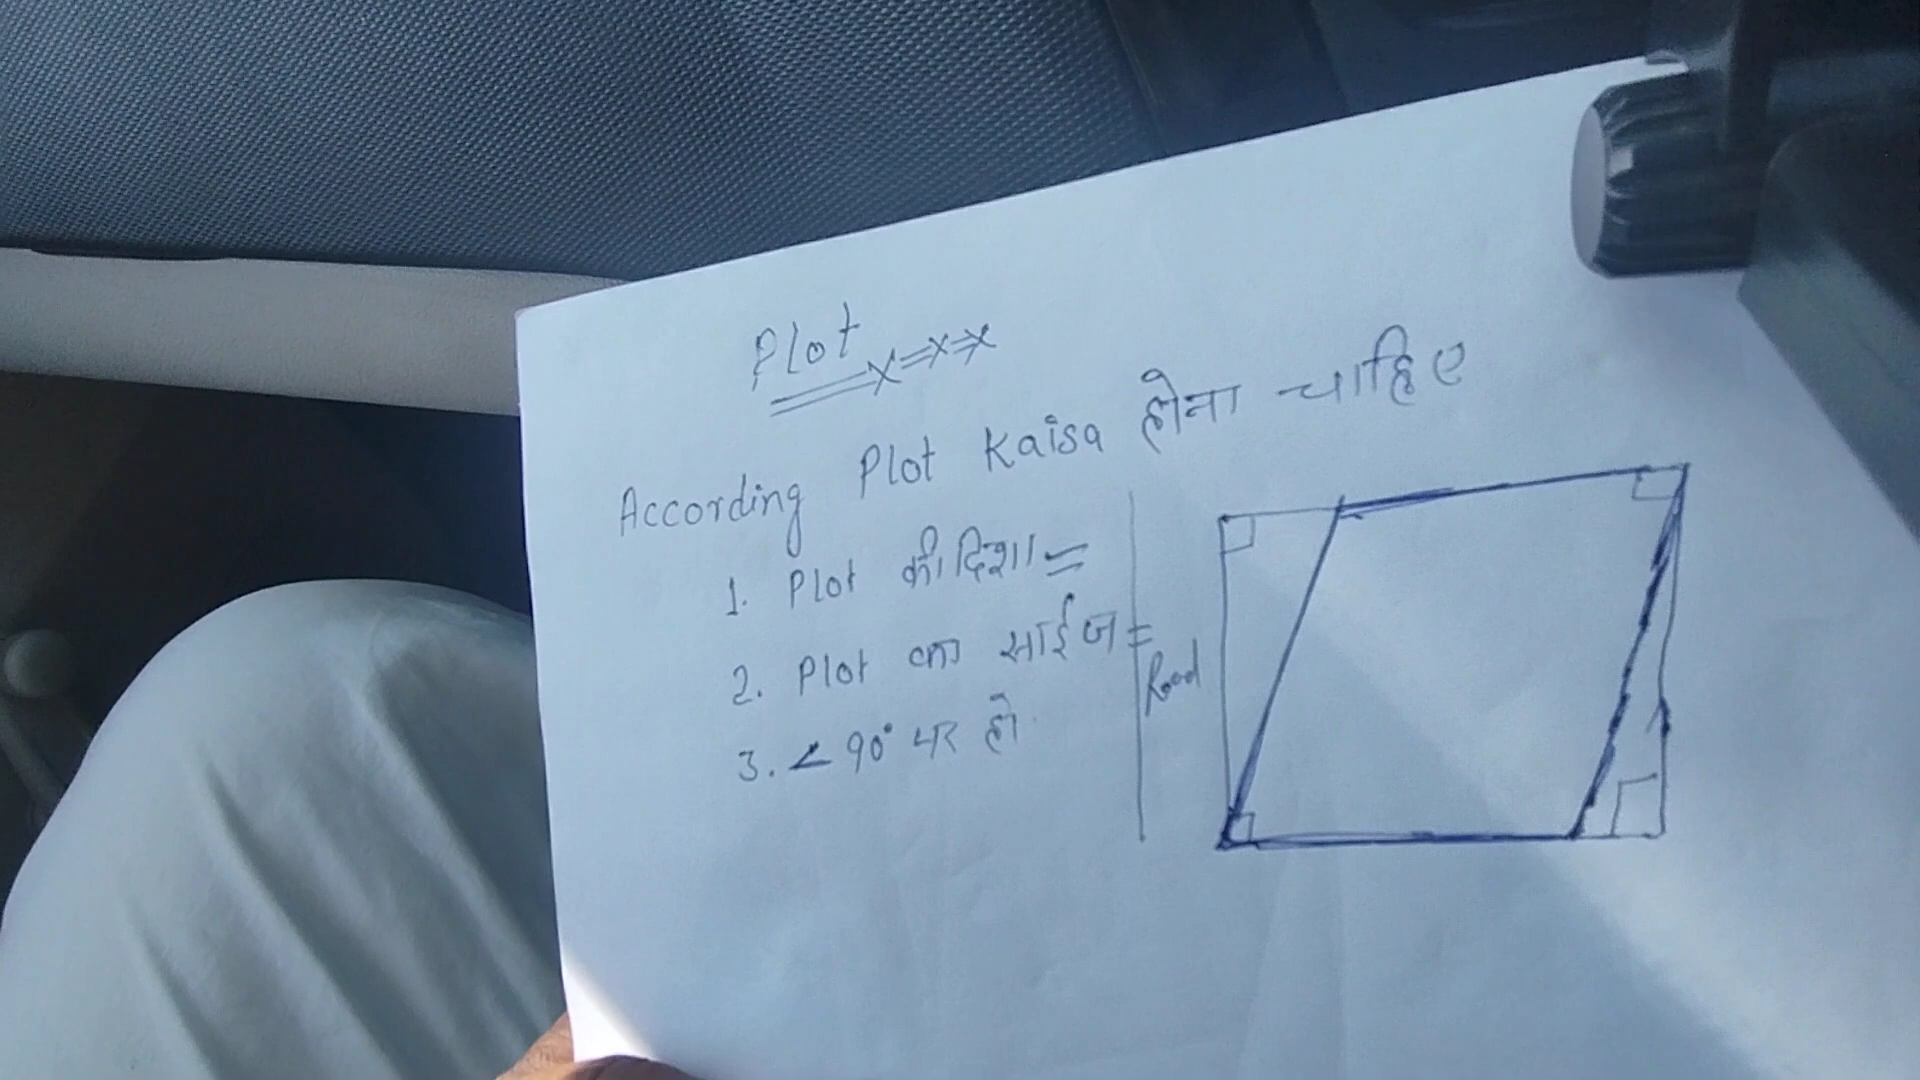 Plot
According Plot Kaisa होना चाहिए
1. Plot की दिशा =
2. Plot का साईज =
3. ∠ 90° पर हो
Road